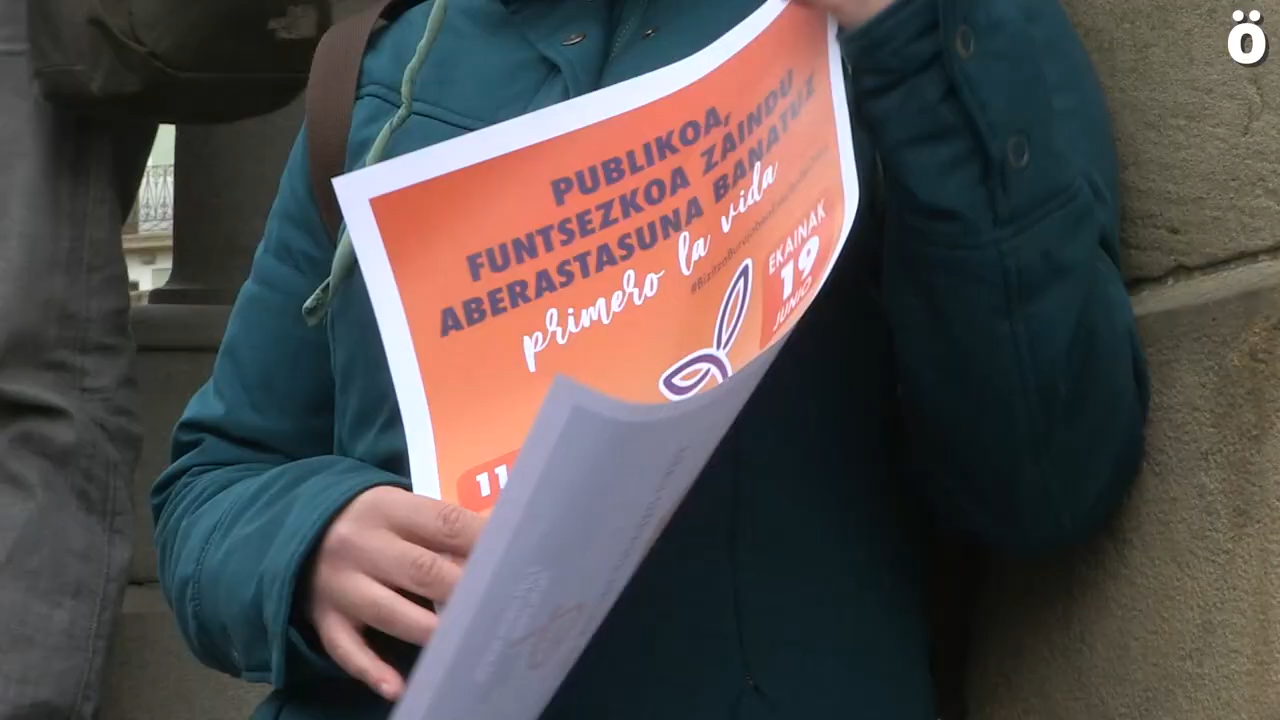 ö
PUBLIKOA,
FUNTSEZKOA ZAINDU
ABERASTASUNA BANATUZ
primero la vida
EKAINAK
19
JUNIO
11